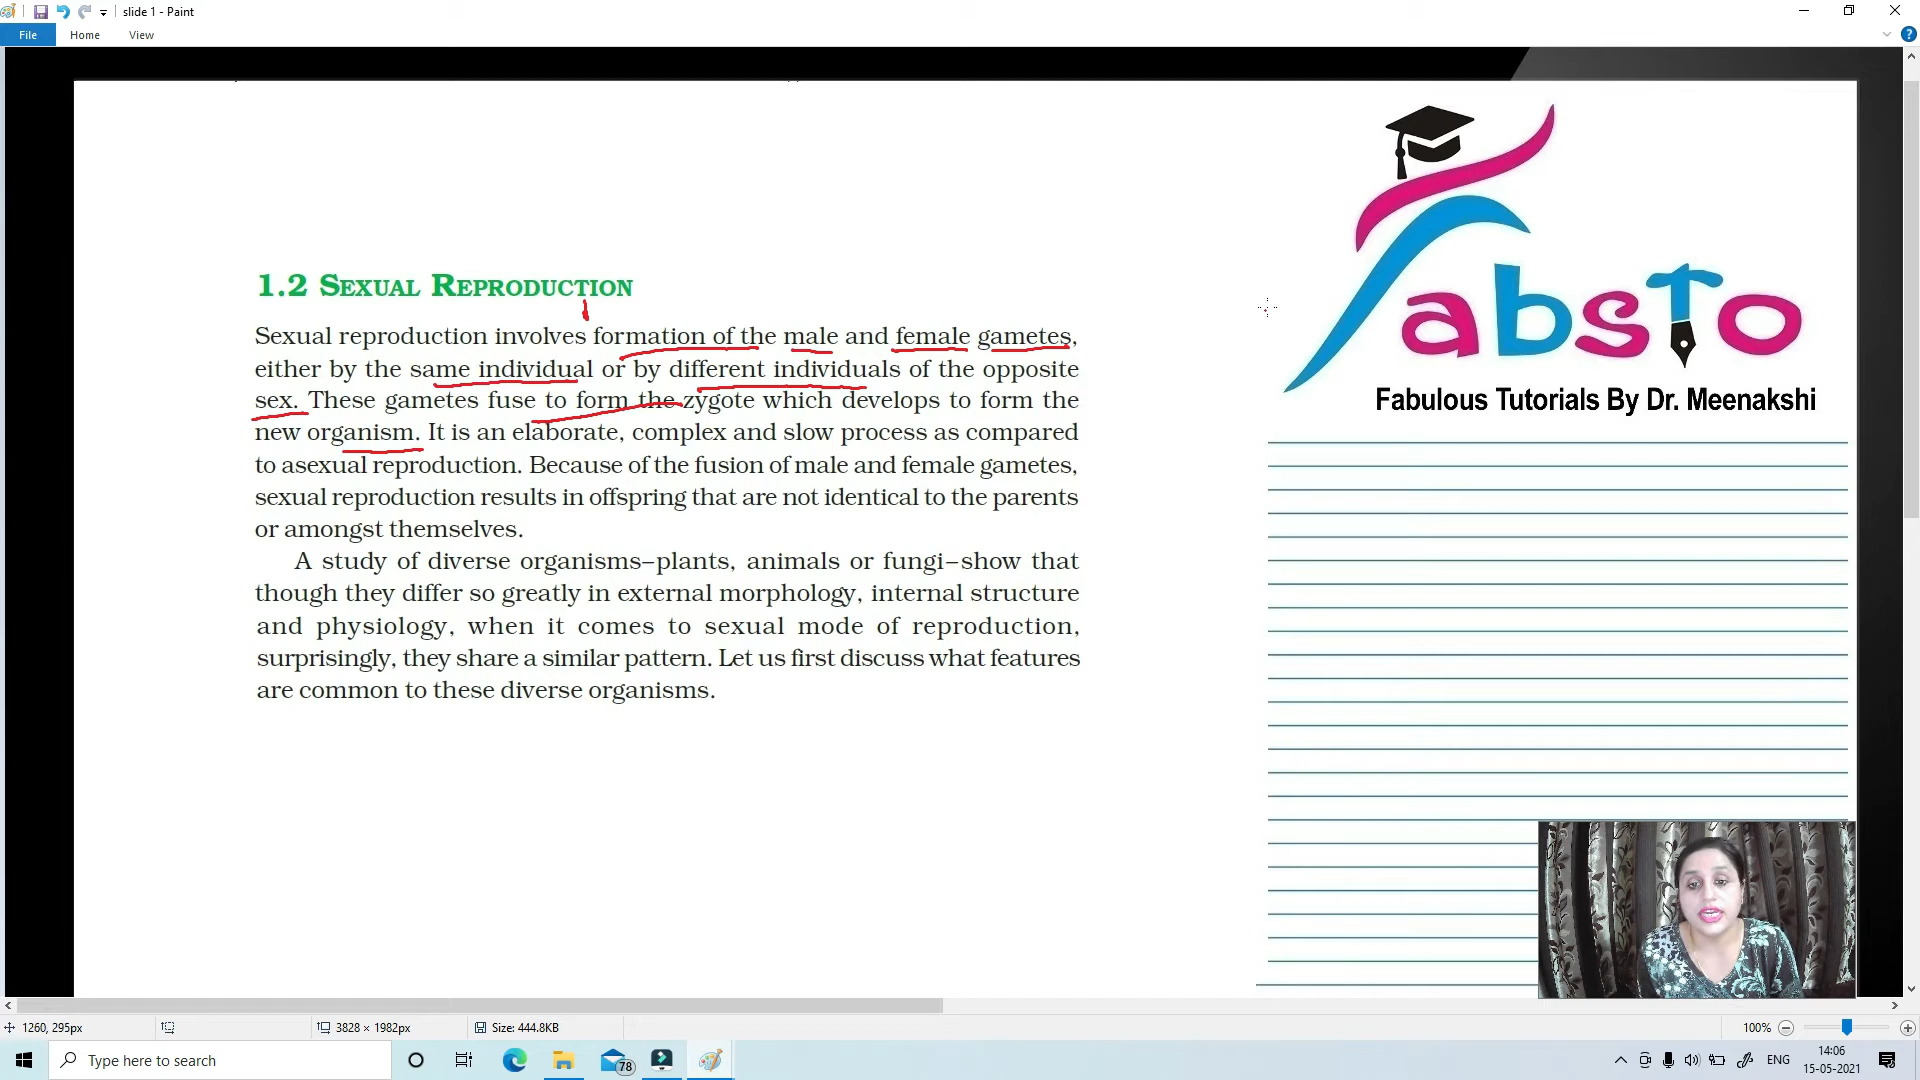 slide 1 - Paint
File Home View
1.2 SEXUAL REPRODUCTION
Sexual reproduction involves formation of the male and female gametes,
either by the same individual or by different individuals of the opposite
sex. These gametes fuse to form the zygote which develops to form the
new organism. It is an elaborate, complex and slow process as compared
to asexual reproduction. Because of the fusion of male and female gametes,
sexual reproduction results in offspring that are not identical to the parents
or amongst themselves.
A study of diverse organisms–plants, animals or fungi–show that
though they differ so greatly in external morphology, internal structure
and physiology, when it comes to sexual mode of reproduction,
surprisingly, they share a similar pattern. Let us first discuss what features
are common to these diverse organisms.
Fabsto
Fabulous Tutorials By Dr. Meenakshi
1260, 295px 3828 × 1982px Size: 444.8KB 100%
Type here to search 78 ENG 14:06
15-05-2021